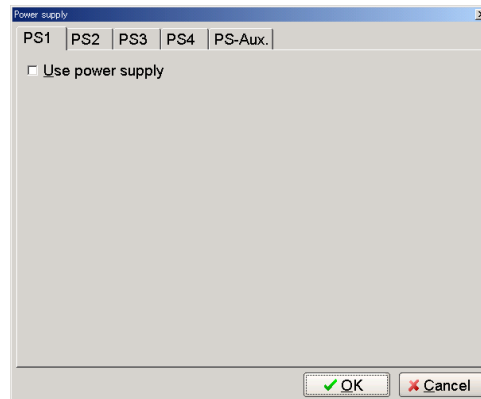 Power supply
PS1 PS2 PS3 PS4 PS-Aux.
Use power supply
OK Cancel